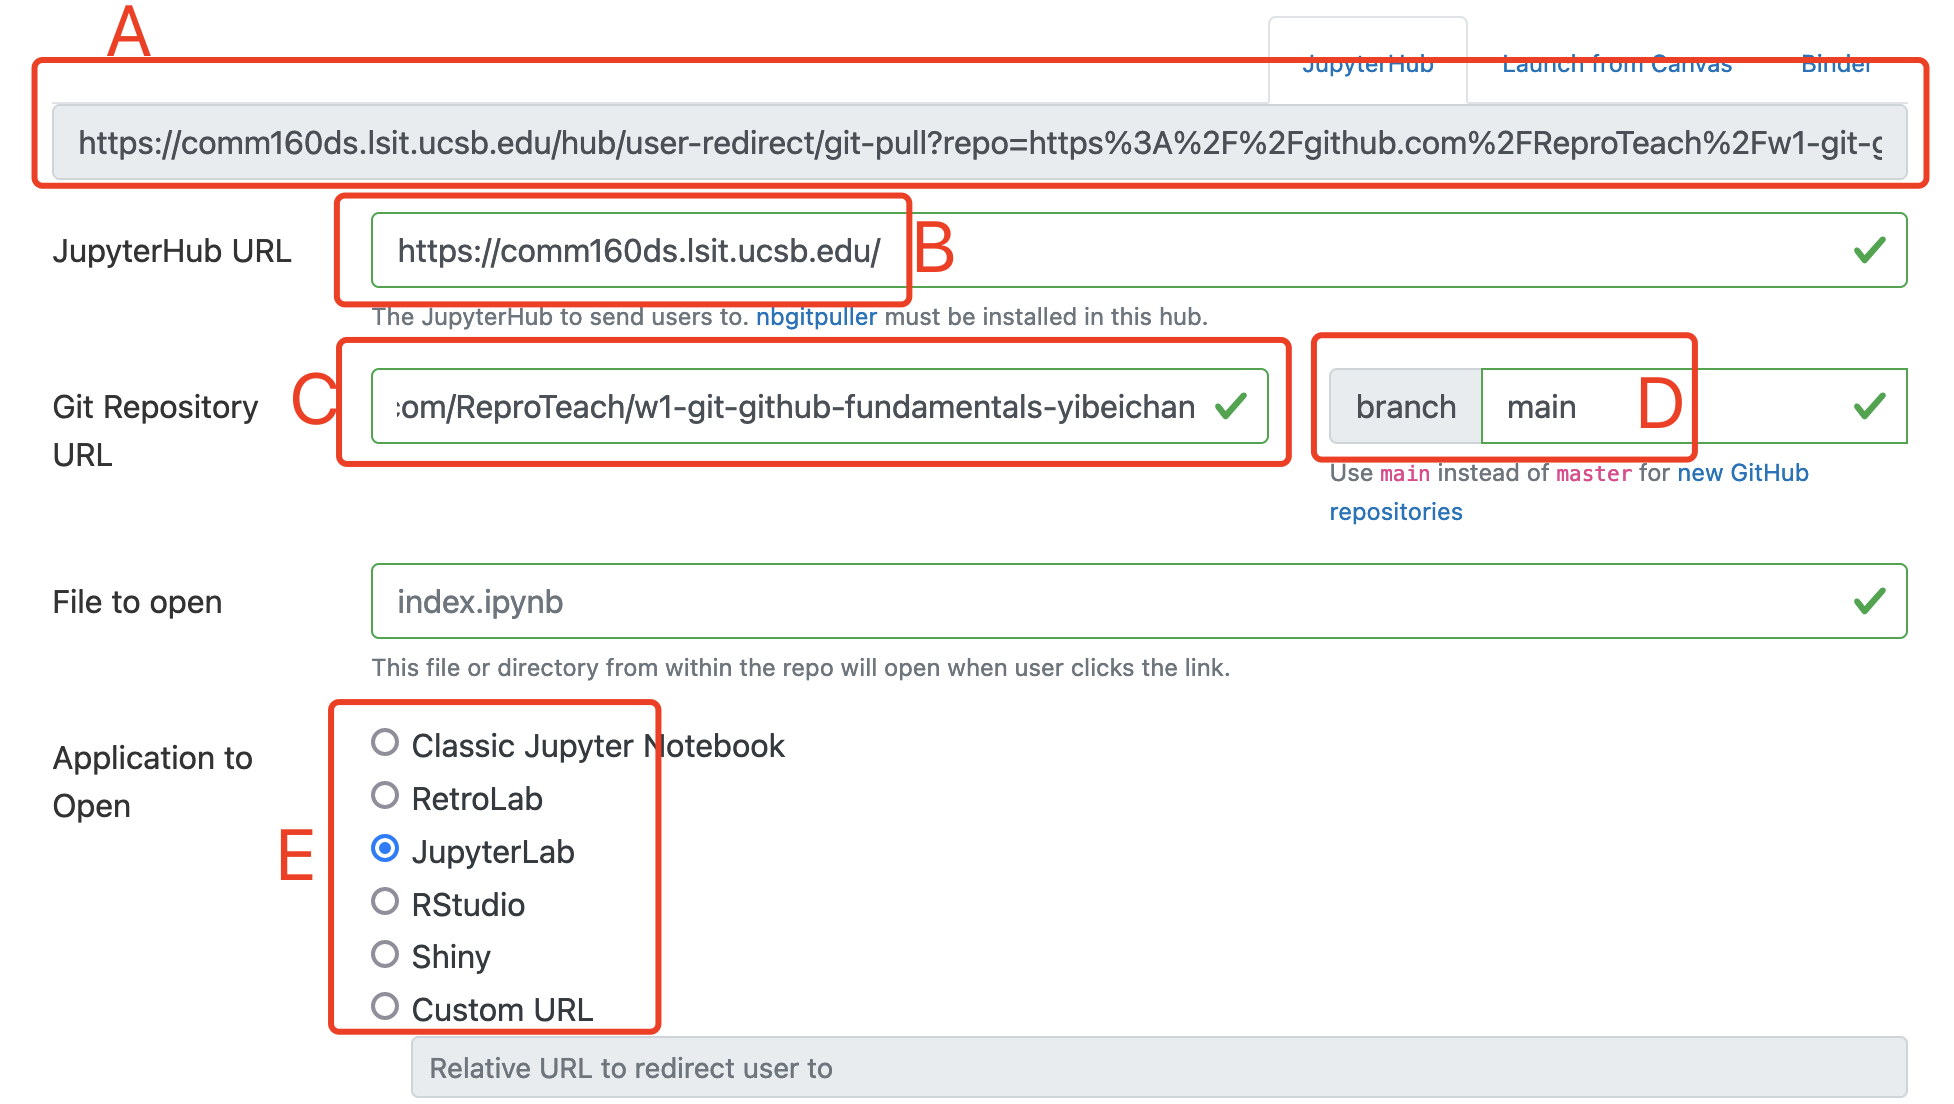 A
JupyterHub Launch from Canvas Binder
https://comm160ds.lsit.ucsb.edu/hub/user-redirect/git-pull?repo=https%3A%2F%2Fgithub.com%2FReproTeach%2Fw1-git-g
JupyterHub URL
https://comm160ds.lsit.ucsb.edu/
B
The JupyterHub to send users to. nbgitpuller must be installed in this hub.
Git Repository
URL
C
com/ReproTeach/w1-git-github-fundamentals-yibeichan
branch main
D
Use main instead of master for new GitHub
repositories
File to open
index.ipynb
This file or directory from within the repo will open when user clicks the link.
Application to
Open
E
Classic Jupyter Notebook
RetroLab
JupyterLab
RStudio
Shiny
Custom URL
Relative URL to redirect user to